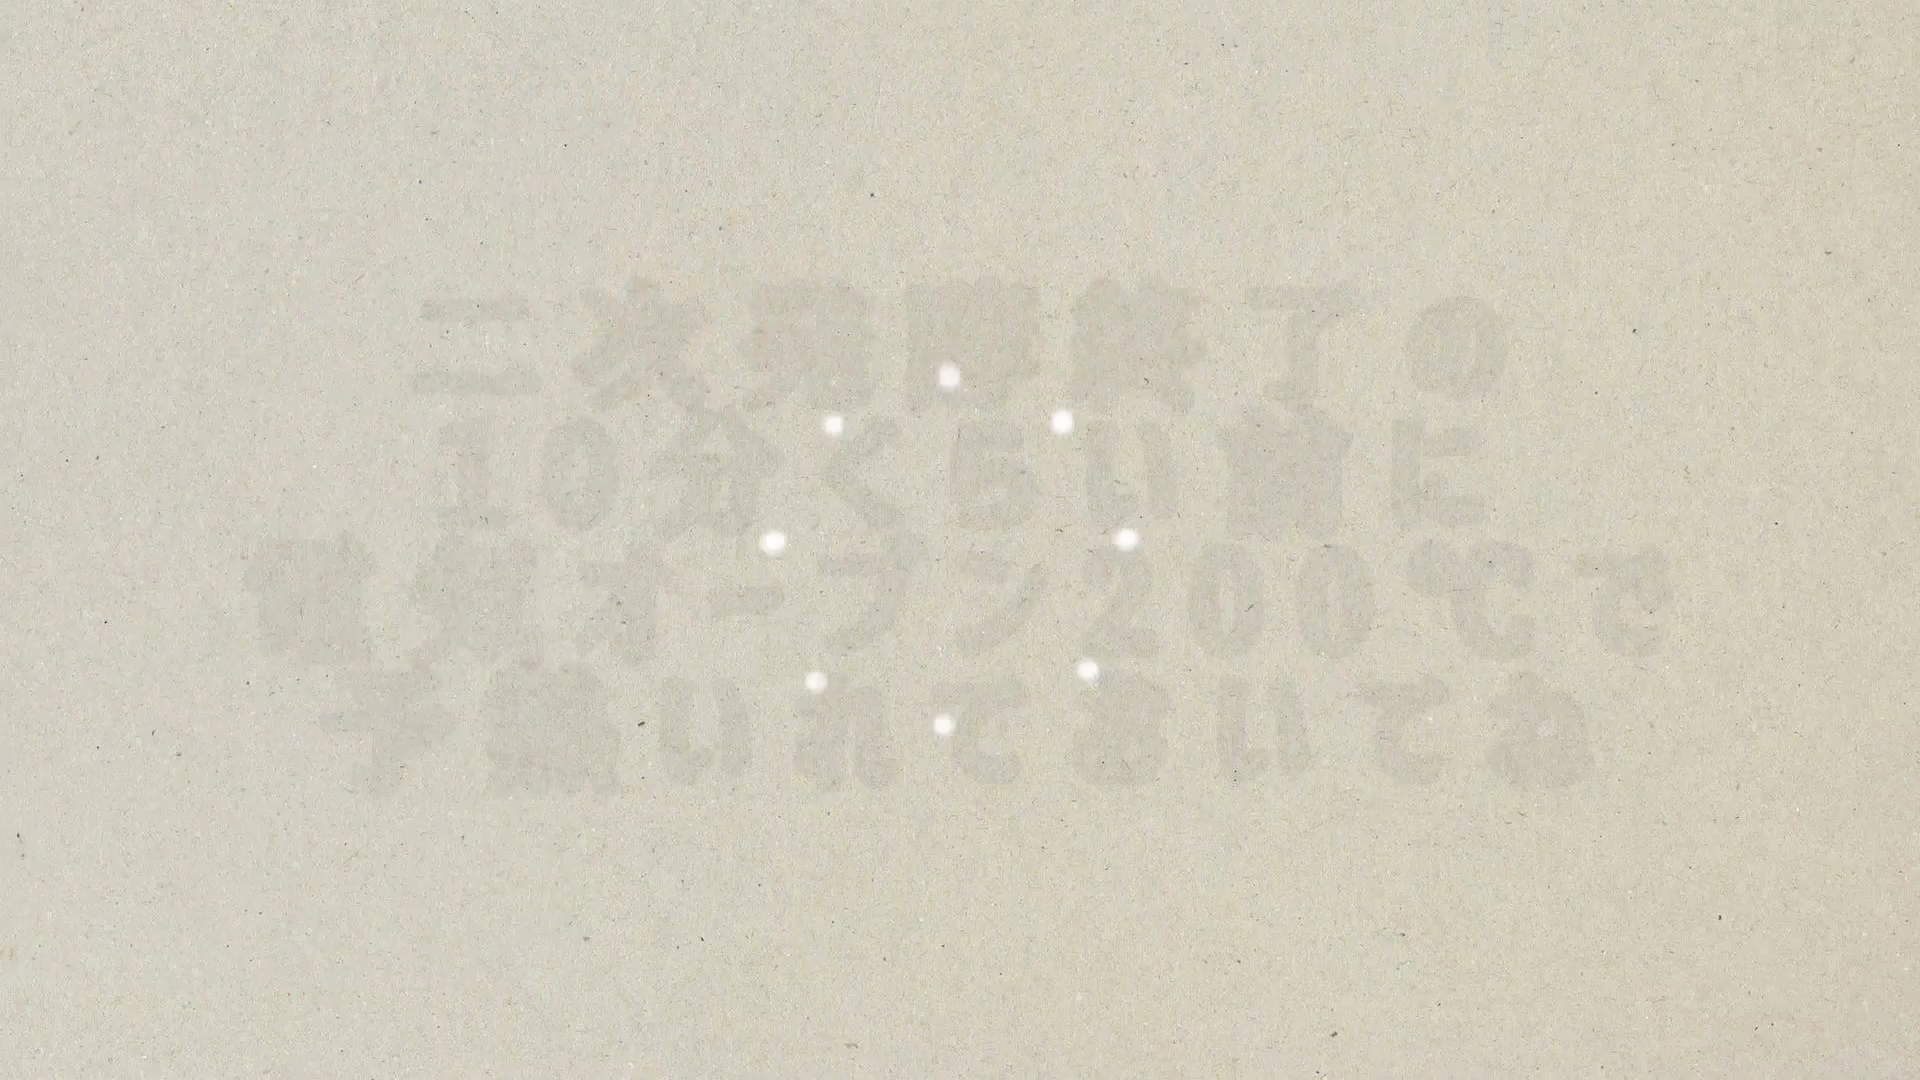 二次発酵終了の
10分くらい前に
電気オーブン200℃で
予熱いれておいてね